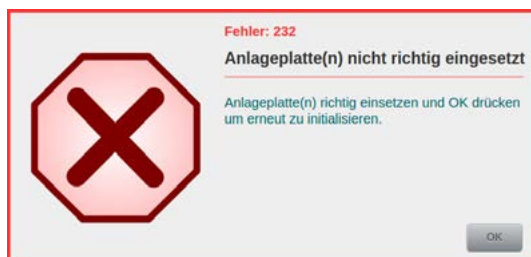 Fehler: 232
Anlageplatte(n) nicht richtig eingesetzt
Anlageplatte(n) richtig einsetzen und OK drücken
um erneut zu initialisieren.
OK